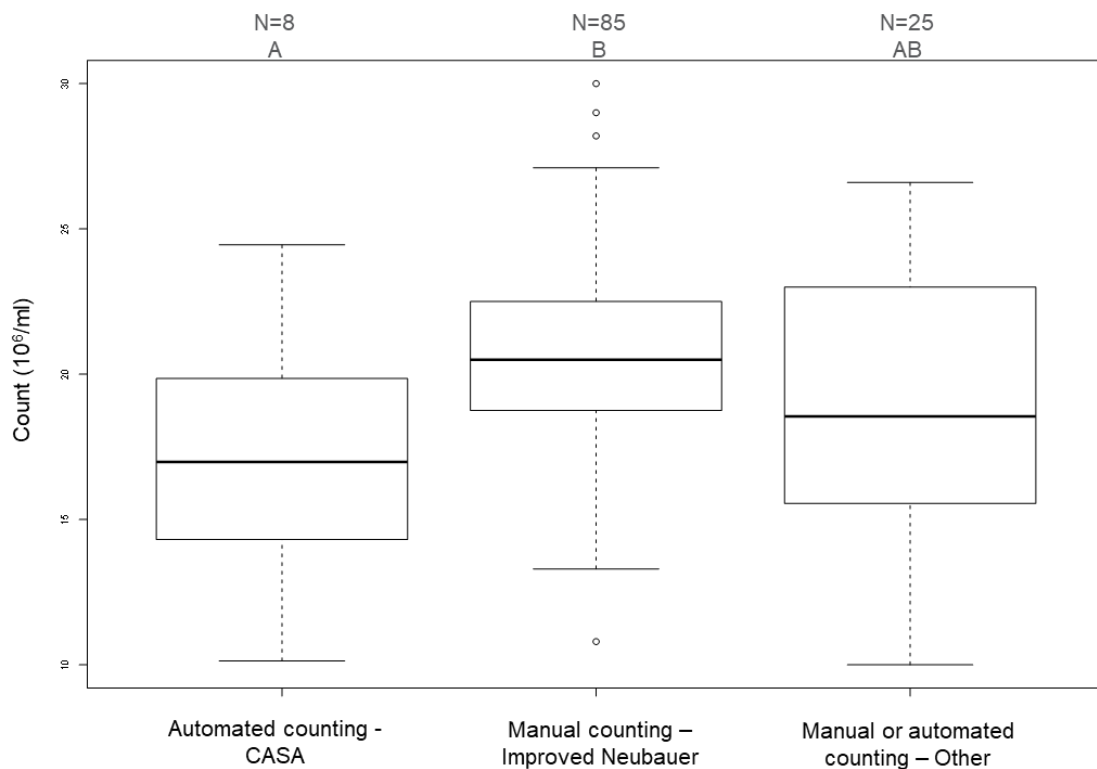 N=8
A
N=85
B
N=25
AB
30
25
20
15
10
Count (10⁶/ml)
Automated counting -
CASA
Manual counting –
Improved Neubauer
Manual or automated
counting – Other